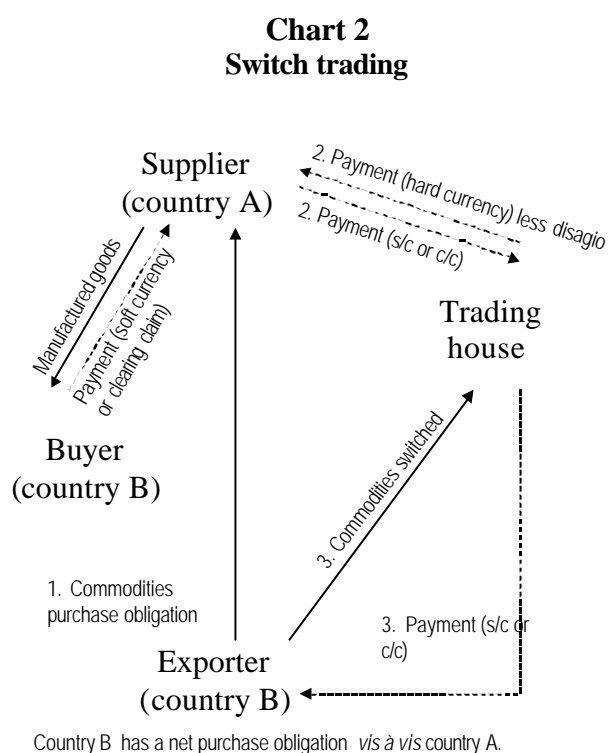 Chart 2
Switch trading
Supplier
(country A)
2. Payment (hard currency) less disagio
2. Payment (s/c or c/c)
Manufactured goods
Payment (soft currency
or clearing claim)
Trading
house
Buyer
(country B)
3. Commodities switched
1. Commodities
purchase obligation
3. Payment (s/c or
c/c)
Exporter
(country B)
Country B has a net purchase obligation vis à vis country A.